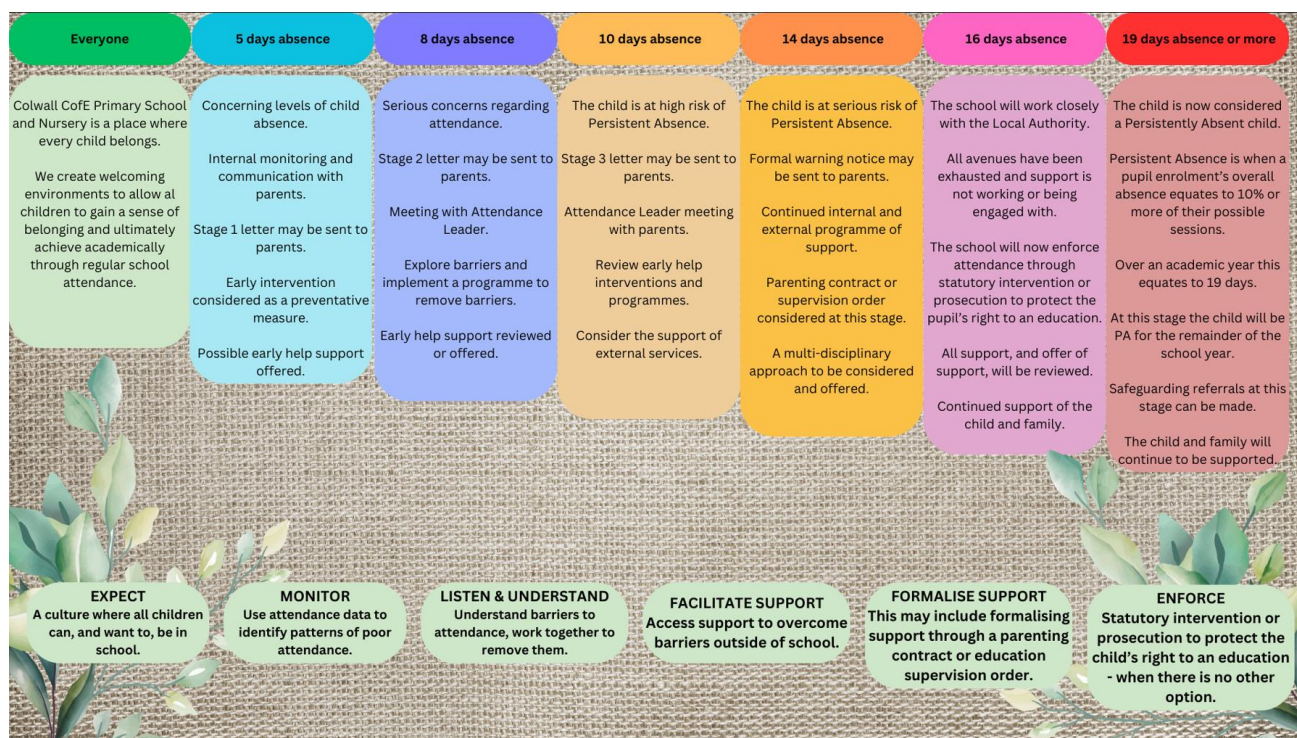 Everyone
Colwall CofE Primary School
and Nursery is a place where
every child belongs.
We create welcoming
environments to allow al
children to gain a sense of
belonging and ultimately
achieve academically
through regular school
attendance.
5 days absence
Concerning levels of child
absence.
Internal monitoring and
communication with
parents.
Stage 1 letter may be sent to
parents.
Early intervention
considered as a preventative
measure.
Possible early help support
offered.
8 days absence
Serious concerns regarding
attendance.
Stage 2 letter may be sent to
parents.
Meeting with Attendance
Leader.
Explore barriers and
implement a programme to
remove barriers.
Early help support reviewed
or offered.
10 days absence
The child is at high risk of
Persistent Absence.
Stage 3 letter may be sent to
parents.
Attendance Leader meeting
with parents.
Review early help
interventions and
programmes.
Consider the support of
external services.
14 days absence
The child is at serious risk of
Persistent Absence.
Formal warning notice may
be sent to parents.
Continued internal and
external programme of
support.
Parenting contract or
supervision order
considered at this stage.
A multi-disciplinary
approach to be considered
and offered.
16 days absence
The school will work closely
with the Local Authority.
All avenues have been
exhausted and support is
not working or being
engaged with.
The school will now enforce
attendance through
statutory intervention or
prosecution to protect the
pupil's right to an education.
All support, and offer of
support, will be reviewed.
Continued support of the
child and family.
19 days absence or more
The child is now considered
a Persistently Absent child.
Persistent Absence is when a
pupil enrolment's overall
absence equates to 10% or
more of their possible
sessions.
Over an academic year this
equates to 19 days.
At this stage the child will be
PA for the remainder of the
school year.
Safeguarding referrals at this
stage can be made.
The child and family will
continue to be supported.
EXPECT
A culture where all children
can, and want to, be in
school.
MONITOR
Use attendance data to
identify patterns of poor
attendance.
LISTEN & UNDERSTAND
Understand barriers to
attendance, work together to
remove them.
FACILITATE SUPPORT
Access support to overcome
barriers outside of school.
FORMALISE SUPPORT
This may include formalising
support through a parenting
contract or education
supervision order.
ENFORCE
Statutory intervention or
prosecution to protect the
child's right to an education
- when there is no other
option.